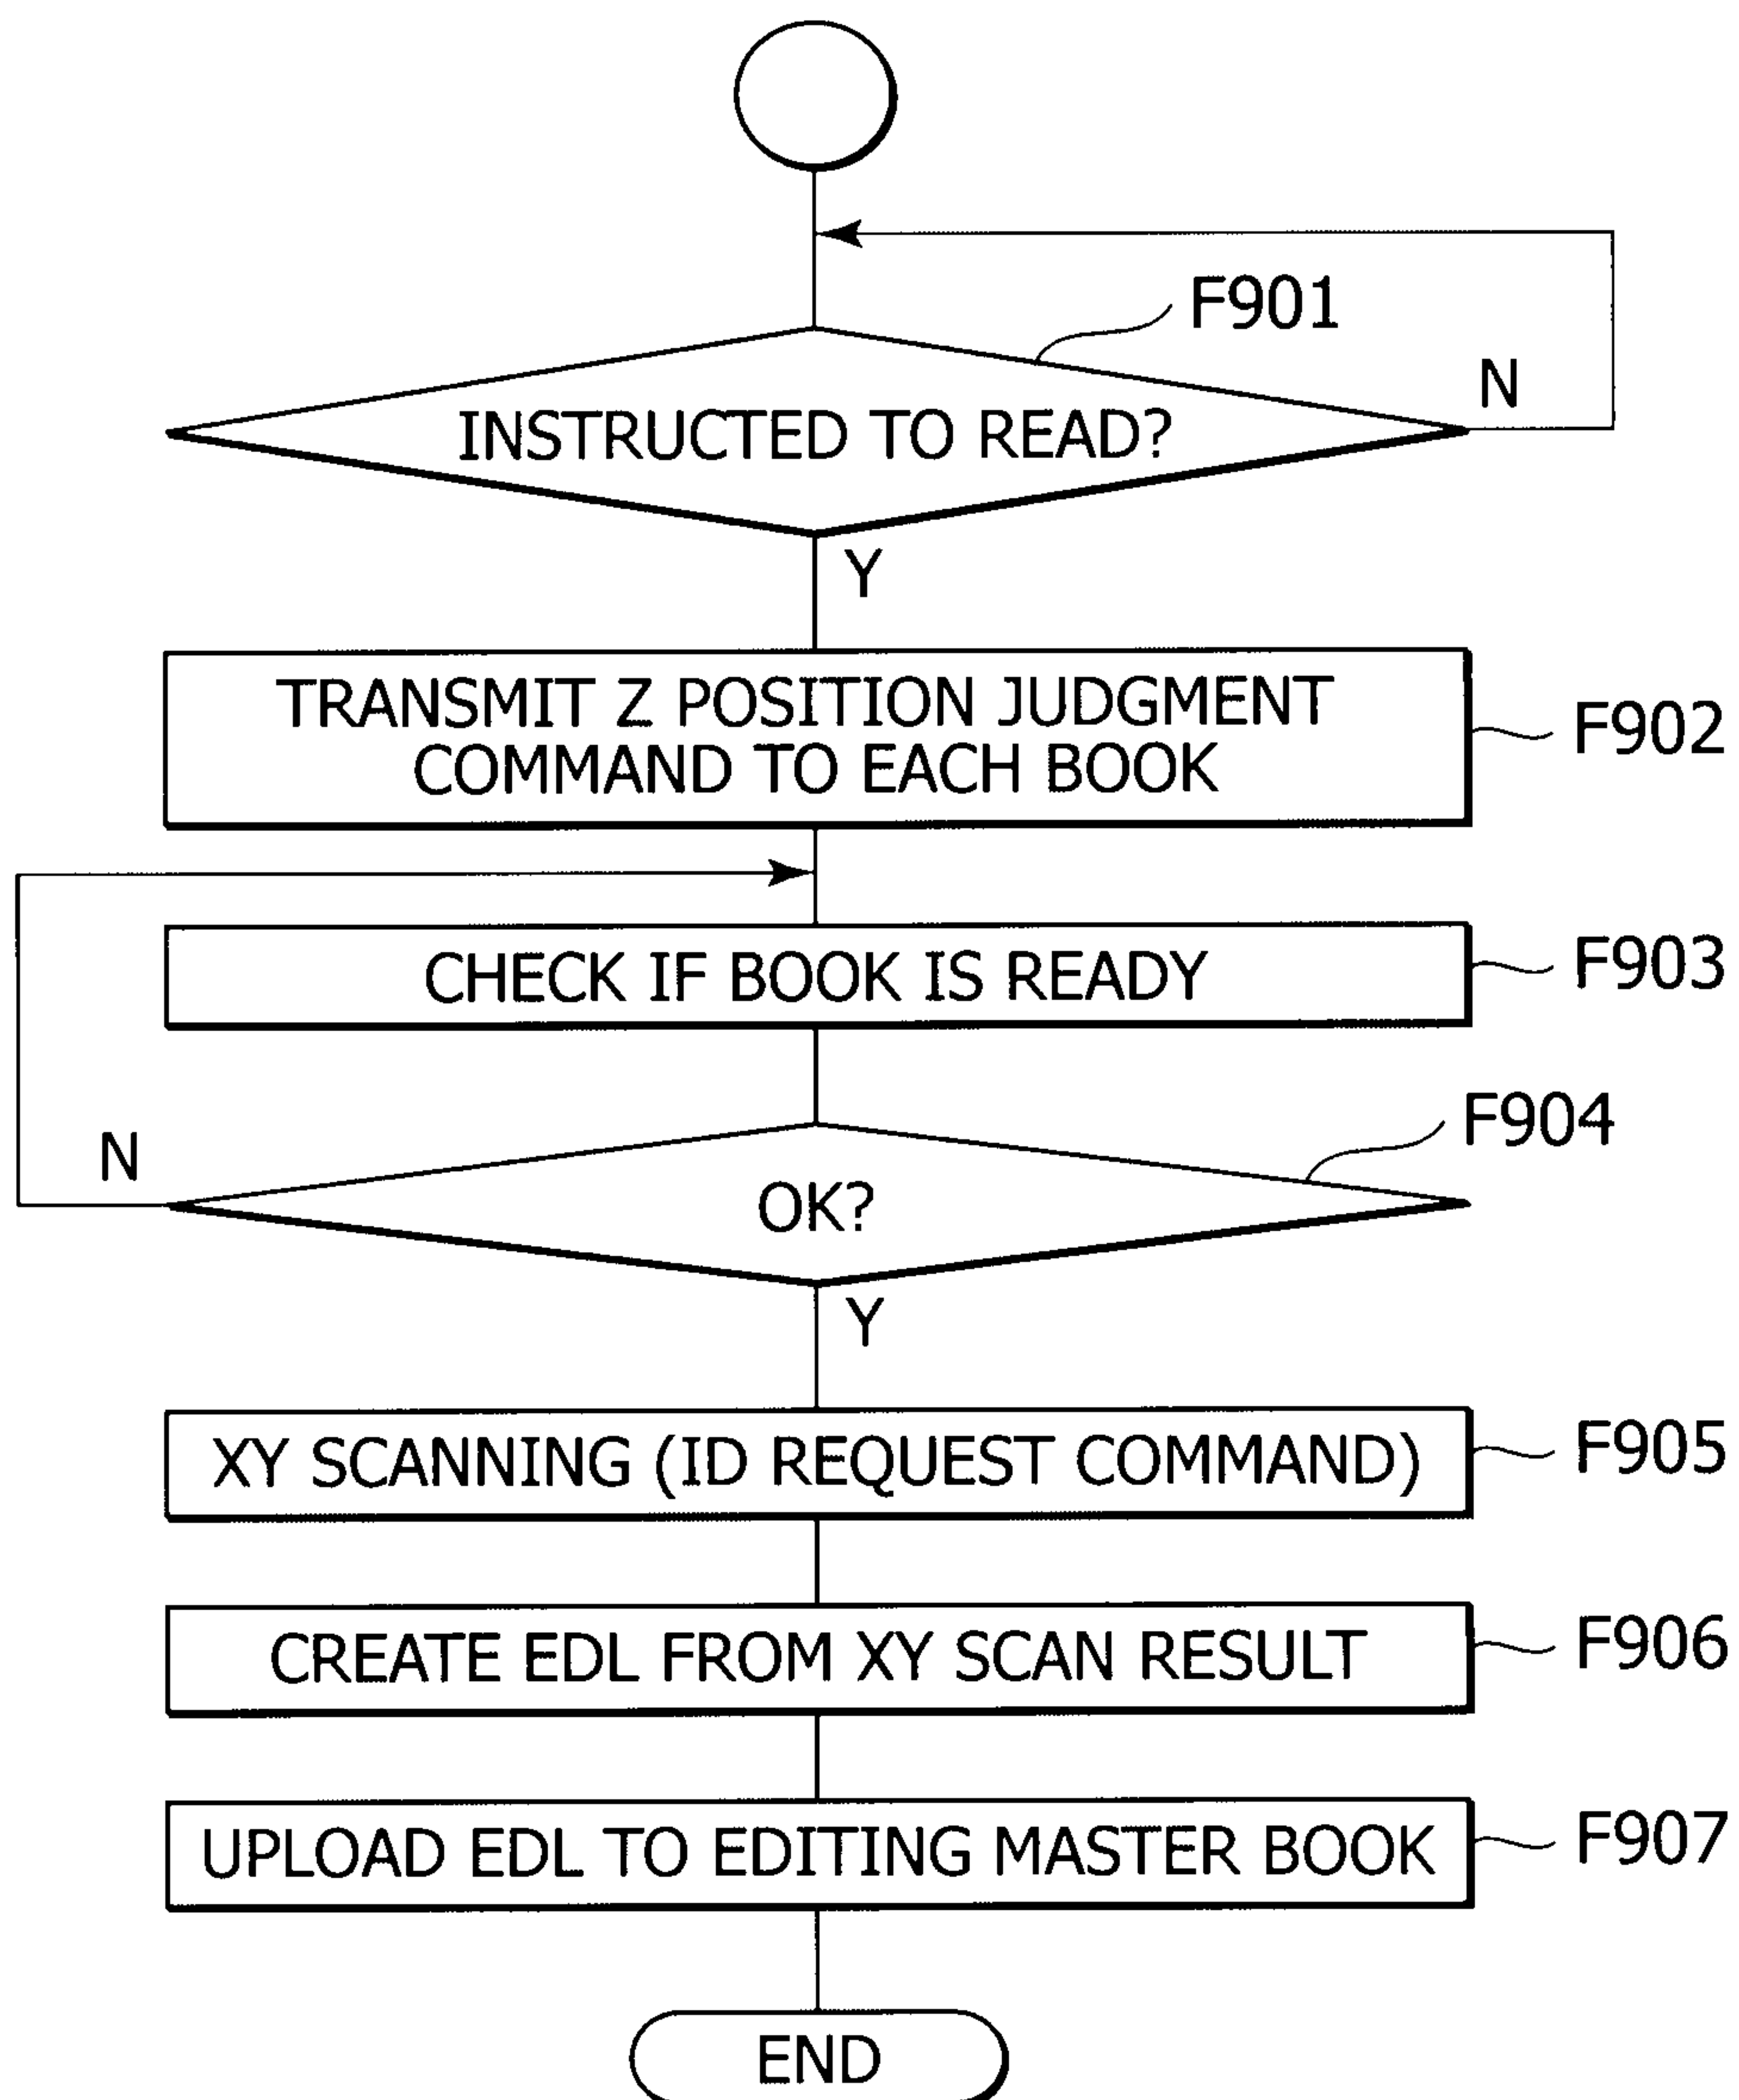 F901
N
INSTRUCTED TO READ?
Y
TRANSMIT Z POSITION JUDGMENT
COMMAND TO EACH BOOK
F902
CHECK IF BOOK IS READY
F903
F904
N
OK?
Y
XY SCANNING (ID REQUEST COMMAND)
F905
CREATE EDL FROM XY SCAN RESULT
F906
UPLOAD EDL TO EDITING MASTER BOOK
F907
END